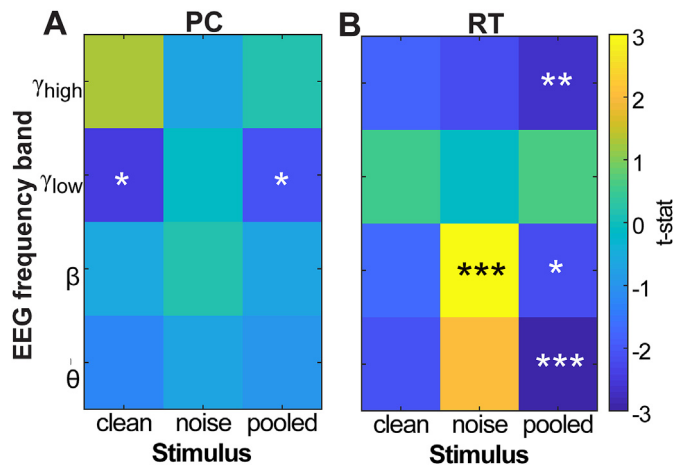 A PC B RT
EEG frequency band
γhigh
γlow
β
θ
* *
**
*** *
***
clean noise pooled
clean noise pooled
Stimulus Stimulus
3
2
1
0
-1
-2
-3
t-stat